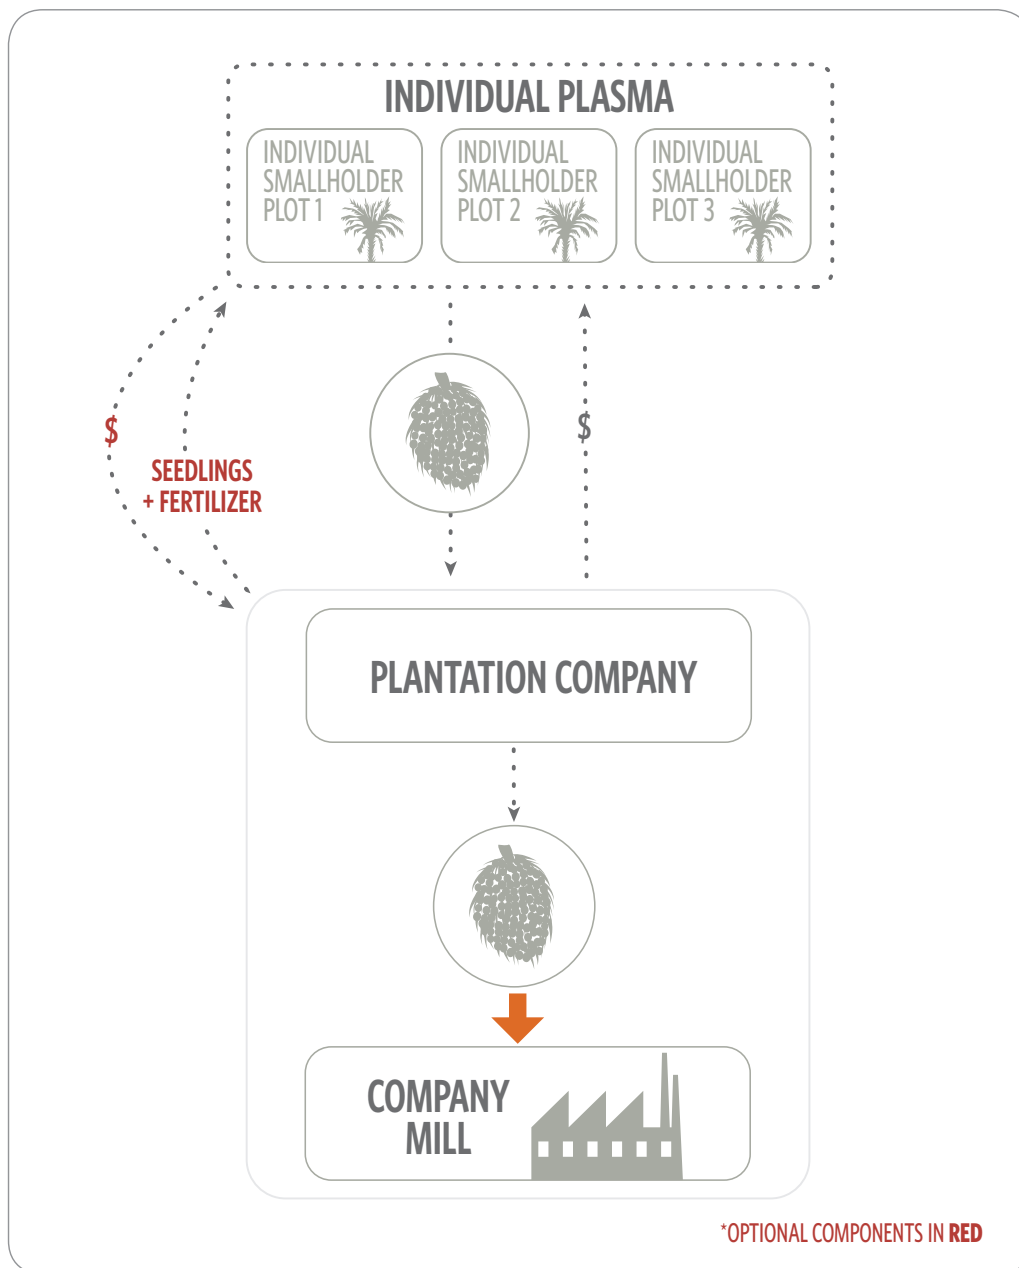 INDIVIDUAL PLASMA
INDIVIDUAL
SMALLHOLDER
PLOT 1
INDIVIDUAL
SMALLHOLDER
PLOT 2
INDIVIDUAL
SMALLHOLDER
PLOT 3
$
SEEDLINGS
+ FERTILIZER
$
PLANTATION COMPANY
COMPANY
MILL
*OPTIONAL COMPONENTS IN RED